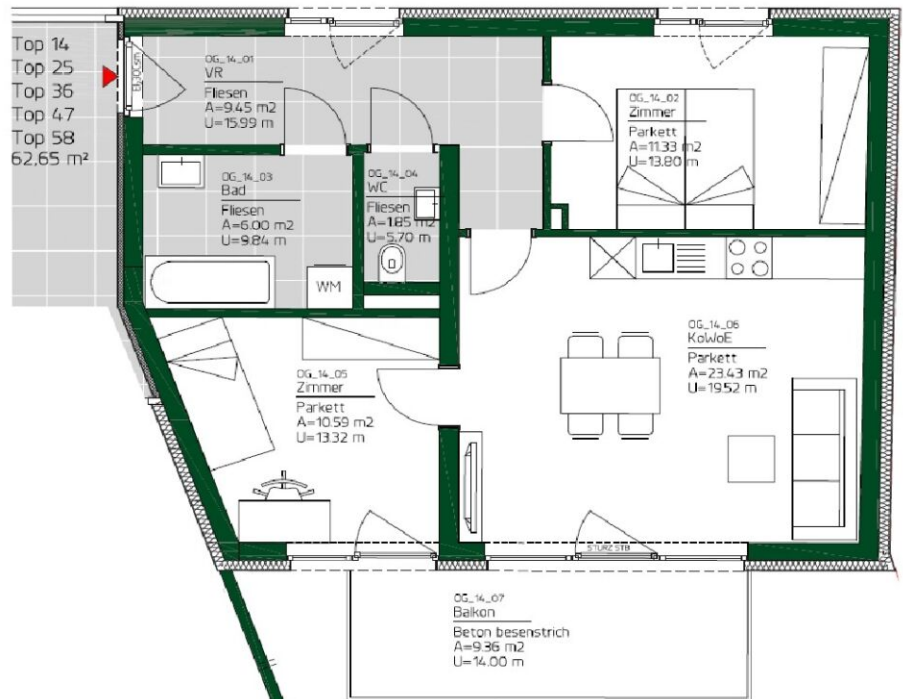 Top 14
Top 25
Top 36
Top 47
Top 58
62.65 m²
OG_14_01
VR
Fliesen
A=9.45 m2
U=15.99 m
OG_14_02
Zimmer
Parkett
A=11.33 m2
U=13.80 m
OG_14_03
Bad
Fliesen
A=6.00 m2
U=9.84 m
OG_14_04
WC
Fliesen
A=1.85 m2
U=5.70 m
WM
OG_14_05
Zimmer
Parkett
A=10.59 m2
U=13.32 m
OG_14_06
KoWoE
Parkett
A=23.43 m2
U=19.52 m
STURZ STB
OG_14_07
Balkon
Beton besenstrich
A=9.36 m2
U=14.00 m